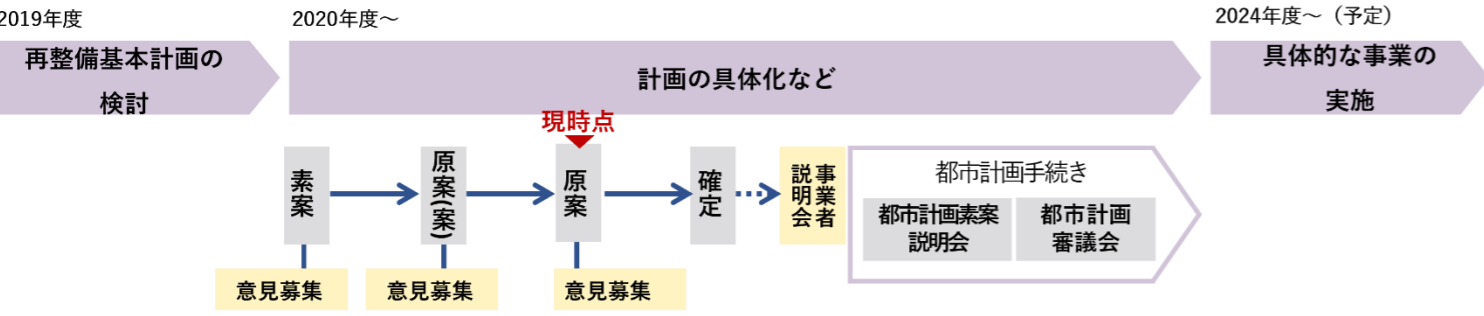 2019年度
2020年度～
2024年度～（予定）
再整備基本計画の
検討
計画の具体化など
具体的な事業の
実施
現時点
素案
原案(案)
原案
確定
事業者
説明会
都市計画手続き
都市計画素案
説明会
都市計画
審議会
意見募集
意見募集
意見募集